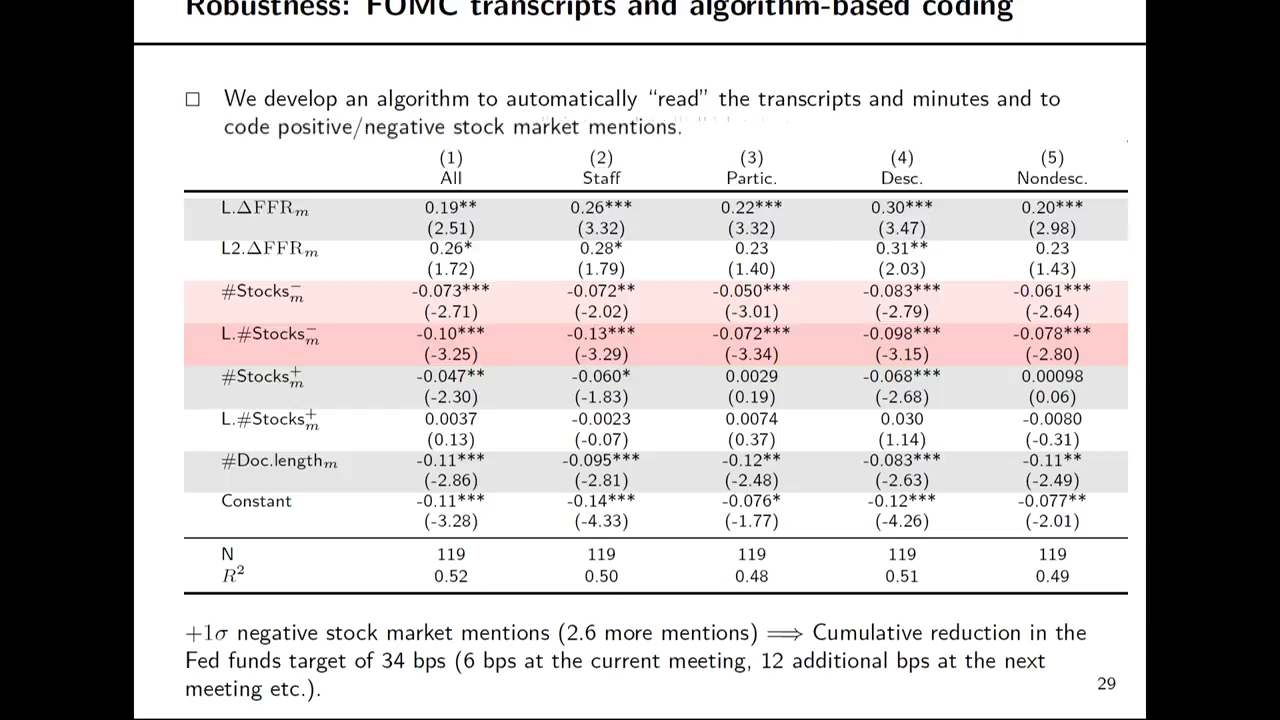 Robustness: FOMC transcripts and algorithm-based coding
□ We develop an algorithm to automatically “read” the transcripts and minutes and to
code positive/negative stock market mentions.
(1) (2) (3) (4) (5)
All Staff Partic. Desc. Nondesc.
L.ΔFFRₘ 0.19** 0.26*** 0.22*** 0.30*** 0.20***
(2.51) (3.32) (3.32) (3.47) (2.98)
L2.ΔFFRₘ 0.26* 0.28* 0.23 0.31** 0.23
(1.72) (1.79) (1.40) (2.03) (1.43)
#Stocks⁻ₘ -0.073*** -0.072** -0.050*** -0.083*** -0.061***
(-2.71) (-2.02) (-3.01) (-2.79) (-2.64)
L.#Stocks⁻ₘ -0.10*** -0.13*** -0.072*** -0.098*** -0.078***
(-3.25) (-3.29) (-3.34) (-3.15) (-2.80)
#Stocks⁺ₘ -0.047** -0.060* 0.0029 -0.068*** 0.00098
(-2.30) (-1.83) (0.19) (-2.68) (0.06)
L.#Stocks⁺ₘ 0.0037 -0.0023 0.0074 0.030 -0.0080
(0.13) (-0.07) (0.37) (1.14) (-0.31)
#Doc.lengthₘ -0.11*** -0.095*** -0.12** -0.083*** -0.11**
(-2.86) (-2.81) (-2.48) (-2.63) (-2.49)
Constant -0.11*** -0.14*** -0.076* -0.12*** -0.077**
(-3.28) (-4.33) (-1.77) (-4.26) (-2.01)
N 119 119 119 119 119
R² 0.52 0.50 0.48 0.51 0.49
+1σ negative stock market mentions (2.6 more mentions) ⟹ Cumulative reduction in the
Fed funds target of 34 bps (6 bps at the current meeting, 12 additional bps at the next
meeting etc.).
29